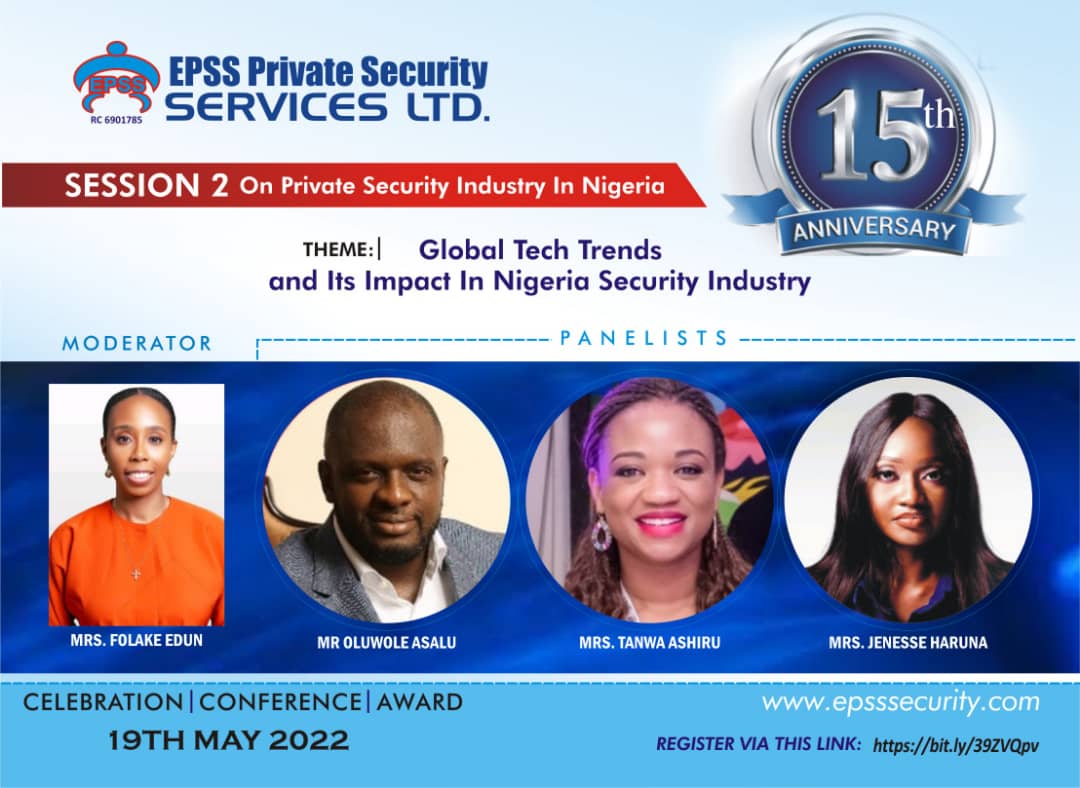 EPSS
RC 6901785
EPSS Private Security
SERVICES LTD.
15th
ANNIVERSARY
SESSION 2 On Private Security Industry In Nigeria
THEME:| Global Tech Trends
and Its Impact In Nigeria Security Industry
MODERATOR
PANELISTS
MRS. FOLAKE EDUN
MR OLUWOLE ASALU
MRS. TANWA ASHIRU
MRS. JENESSE HARUNA
CELEBRATION|CONFERENCE|AWARD
19TH MAY 2022
www.epsssecurity.com
REGISTER VIA THIS LINK: https://bit.ly/39ZVQpv